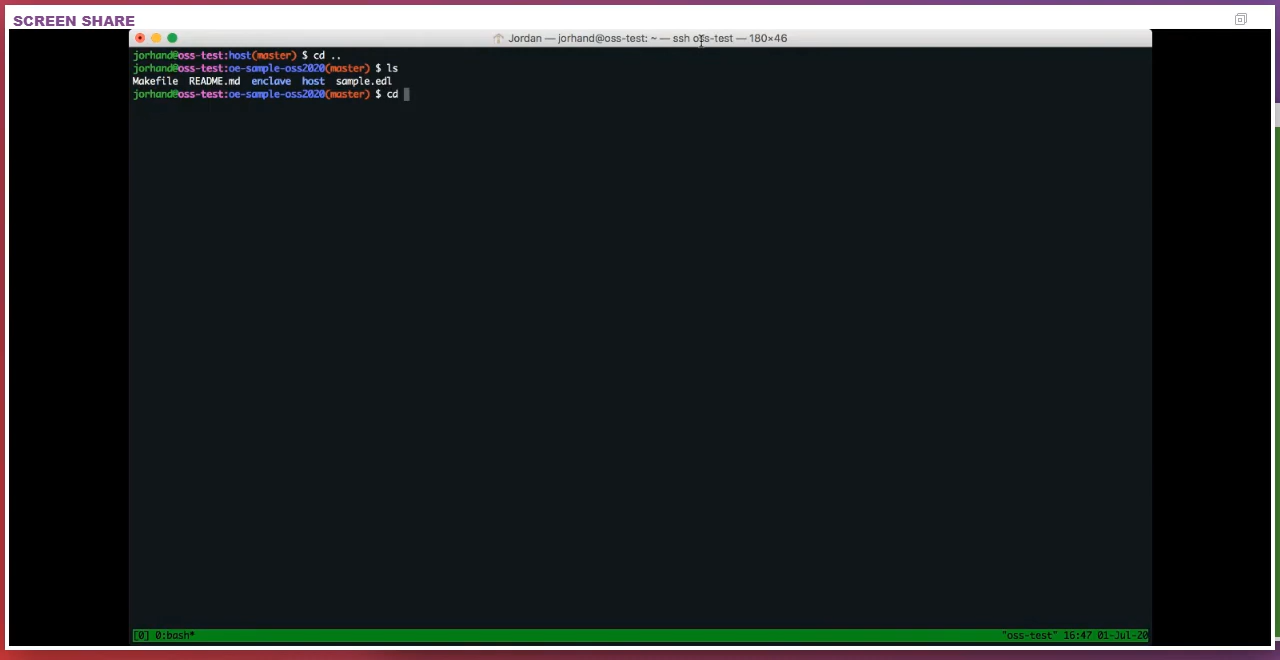 SCREEN SHARE
Jordan — jorhand@oss-test: ~ — ssh oss-test — 180×46
jorhand@oss-test:host(master) $ cd ..
jorhand@oss-test:oe-sample-oss2020(master) $ ls
Makefile README.md enclave host sample.edl
jorhand@oss-test:oe-sample-oss2020(master) $ cd
[0] 0:bash* "oss-test" 16:47 01-Jul-20